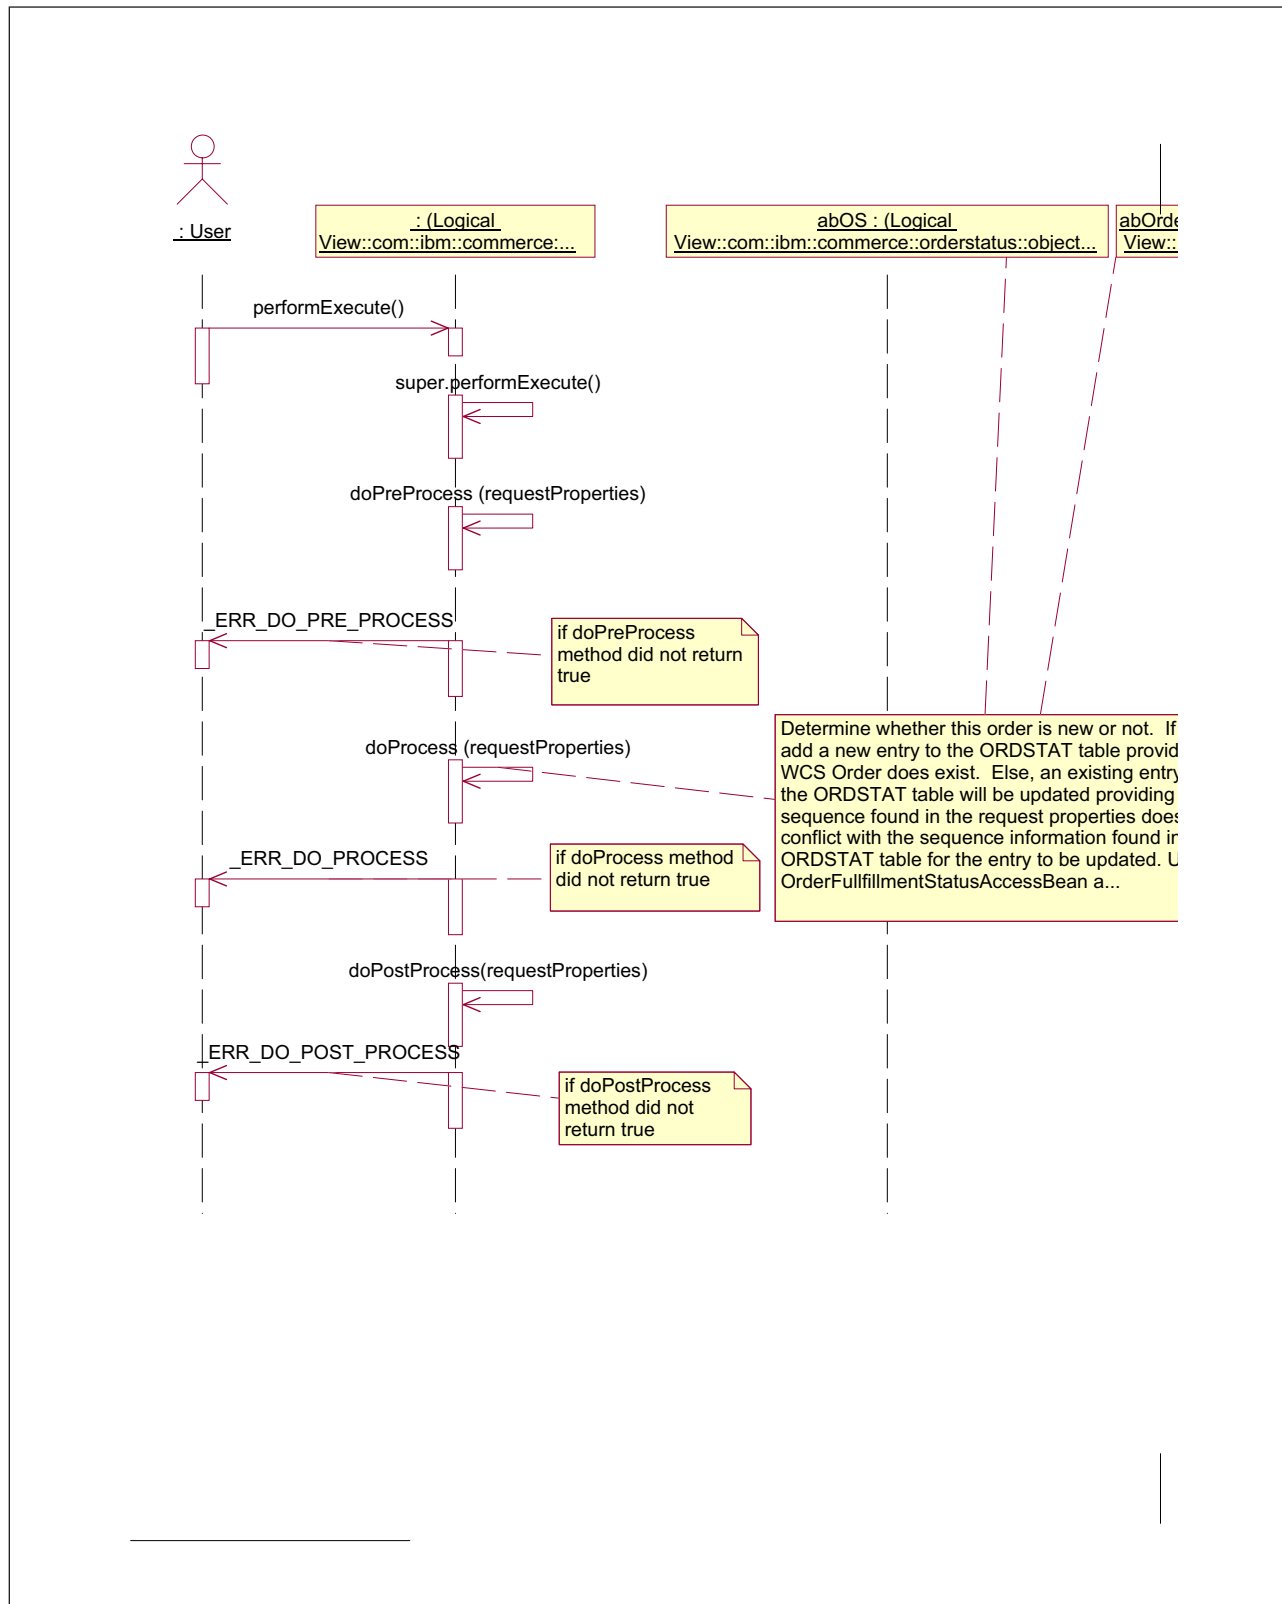 : User
: (Logical
View::com::ibm::commerce:...
abOS : (Logical
View::com::ibm::commerce::orderstatus::object...
abOrde
View::
performExecute()
super.performExecute()
doPreProcess (requestProperties)
_ERR_DO_PRE_PROCESS
if doPreProcess
method did not return
true
doProcess (requestProperties)
Determine whether this order is new or not.  If
add a new entry to the ORDSTAT table provid
WCS Order does exist.  Else, an existing entry
the ORDSTAT table will be updated providing
sequence found in the request properties does
conflict with the sequence information found in
ORDSTAT table for the entry to be updated. U
OrderFullfillmentStatusAccessBean a...
_ERR_DO_PROCESS
if doProcess method
did not return true
doPostProcess(requestProperties)
_ERR_DO_POST_PROCESS
if doPostProcess
method did not
return true